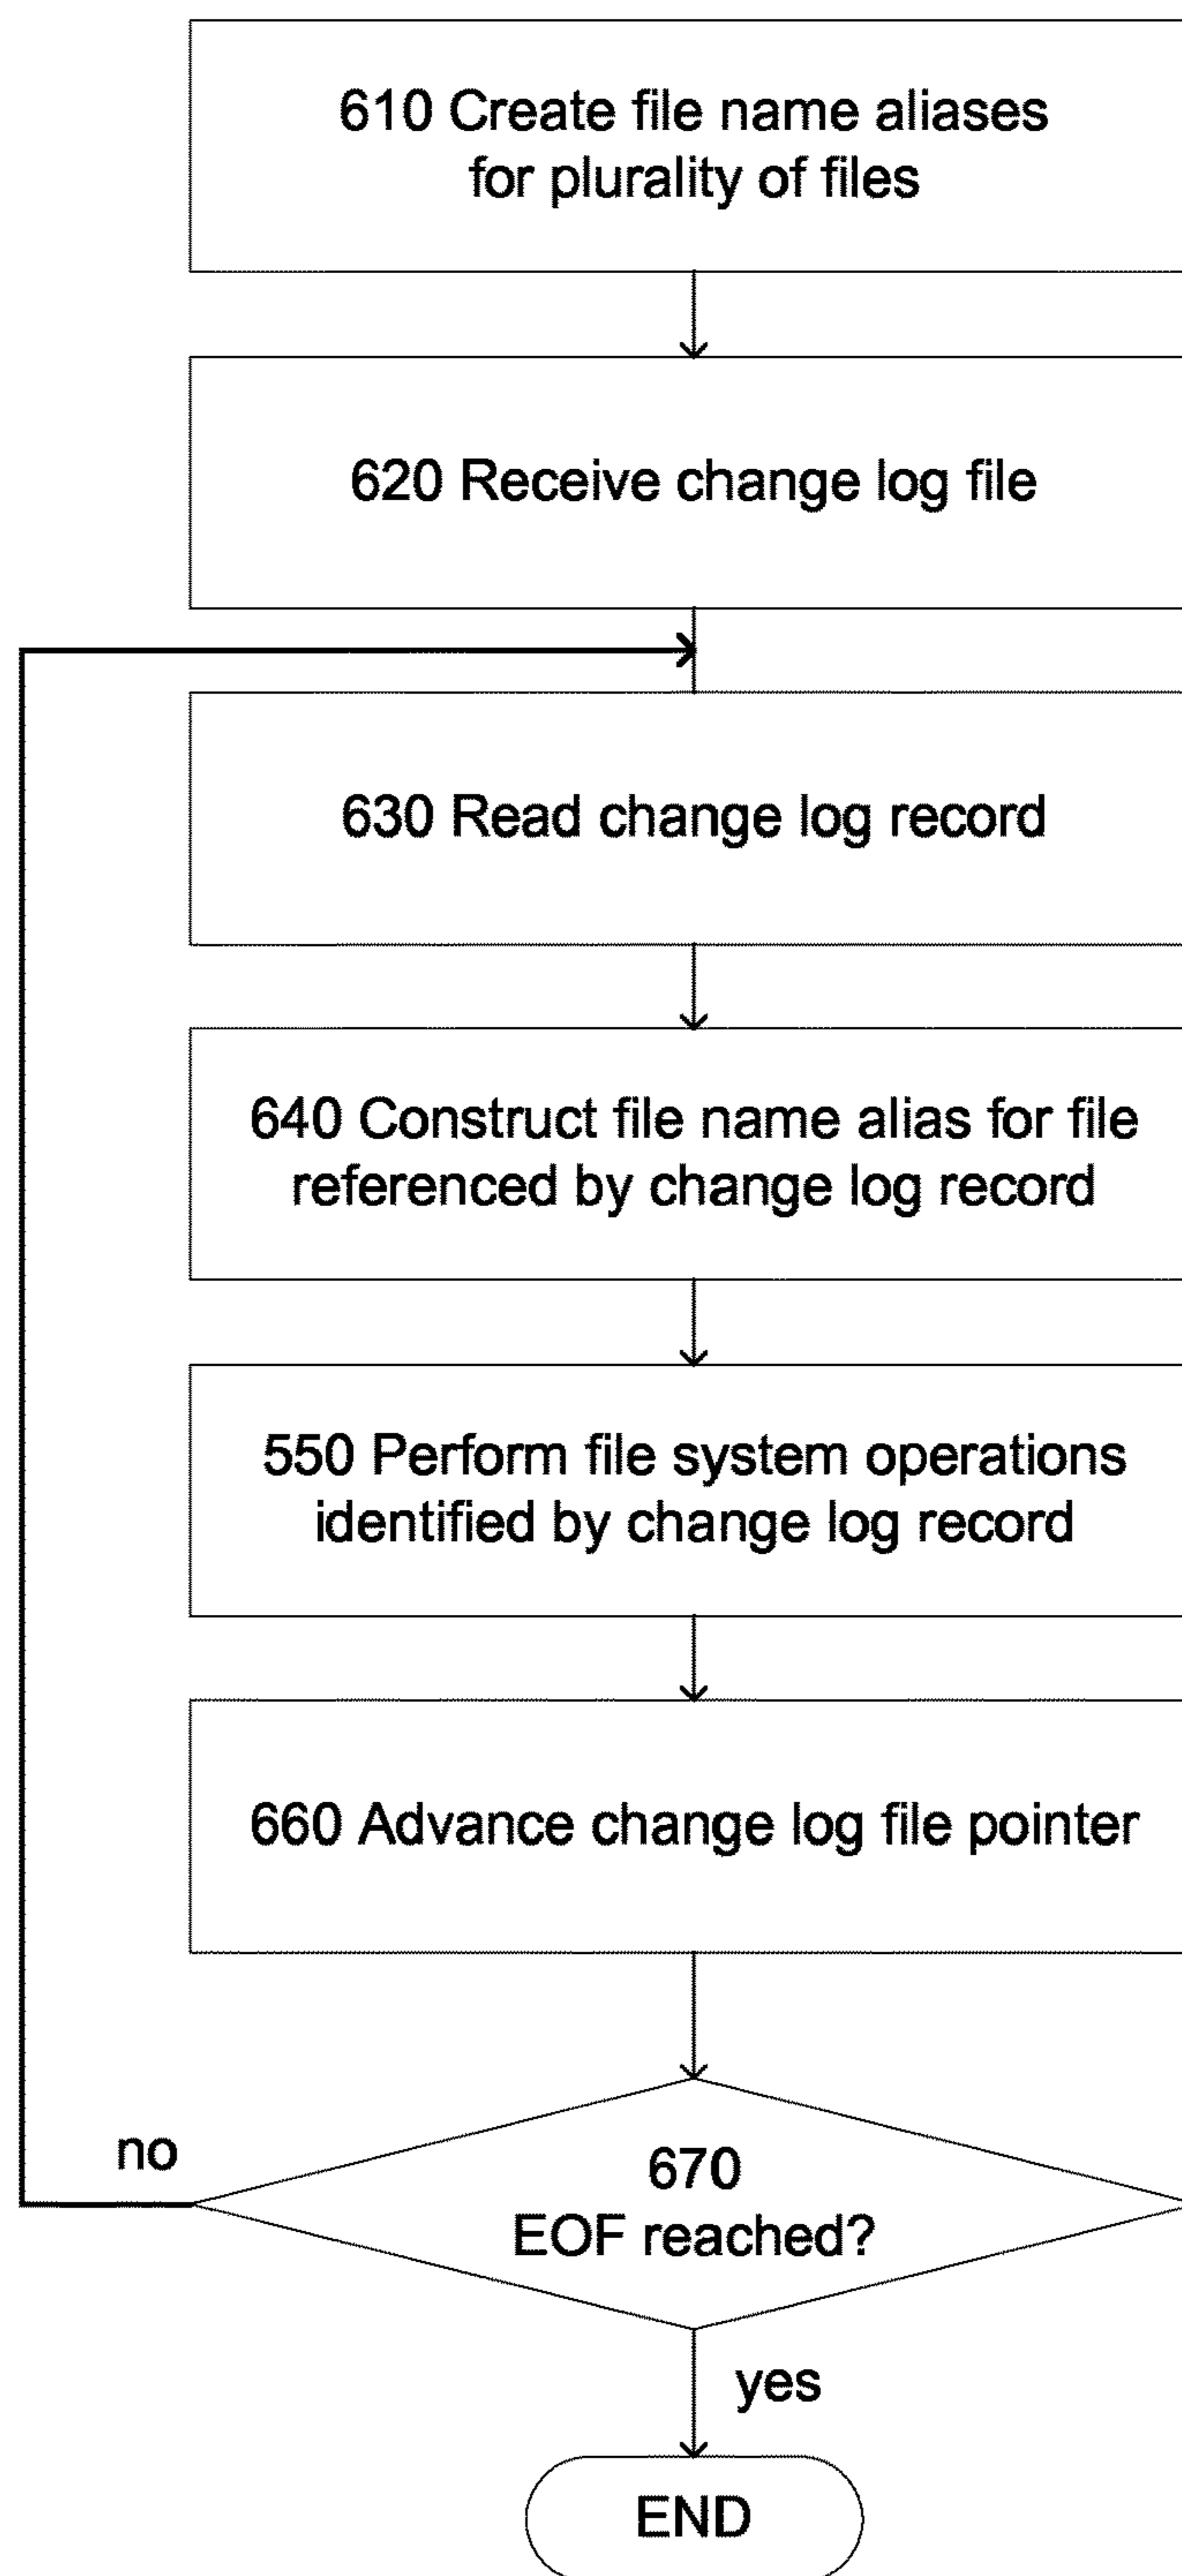 610 Create file name aliases
for plurality of files
620 Receive change log file
630 Read change log record
640 Construct file name alias for file
referenced by change log record
550 Perform file system operations
identified by change log record
660 Advance change log file pointer
no
670
EOF reached?
yes
END